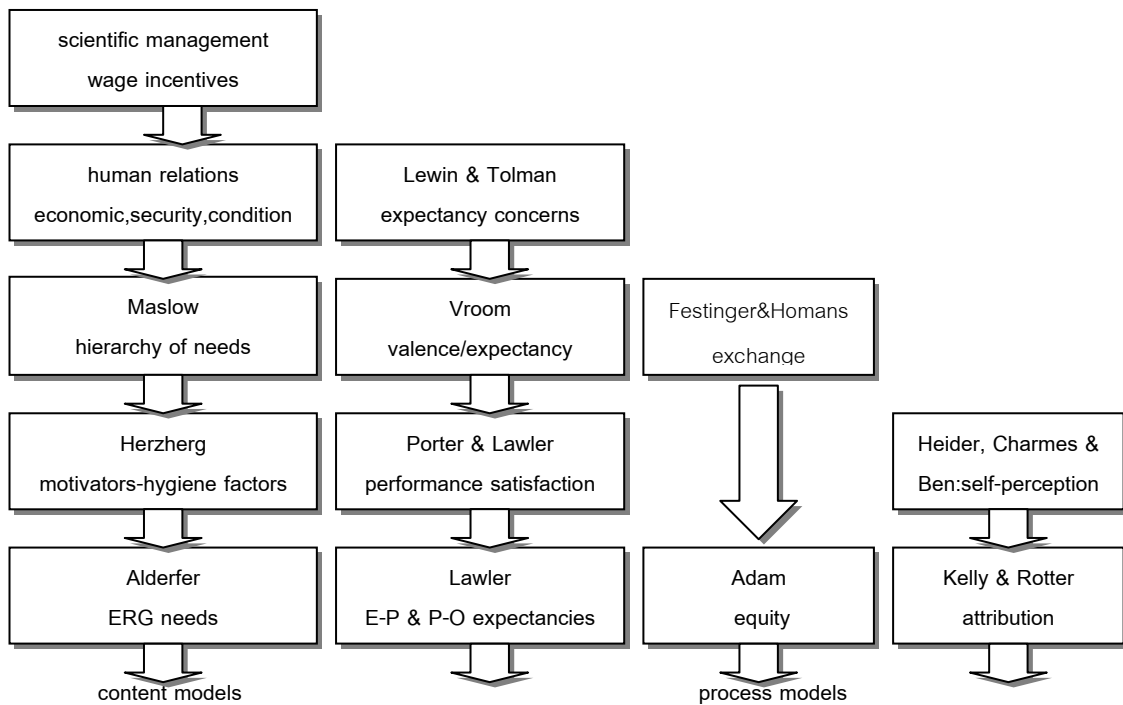 scientific management
wage incentives
human relations
economic,security,condition
Maslow
hierarchy of needs
Herzherg
motivators-hygiene factors
Alderfer
ERG needs
content models
Lewin & Tolman
expectancy concerns
Vroom
valence/expectancy
Porter & Lawler
performance satisfaction
Lawler
E-P & P-O expectancies
Festinger&Homans
exchange
Adam
equity
process models
Heider, Charmes &
Ben:self-perception
Kelly & Rotter
attribution